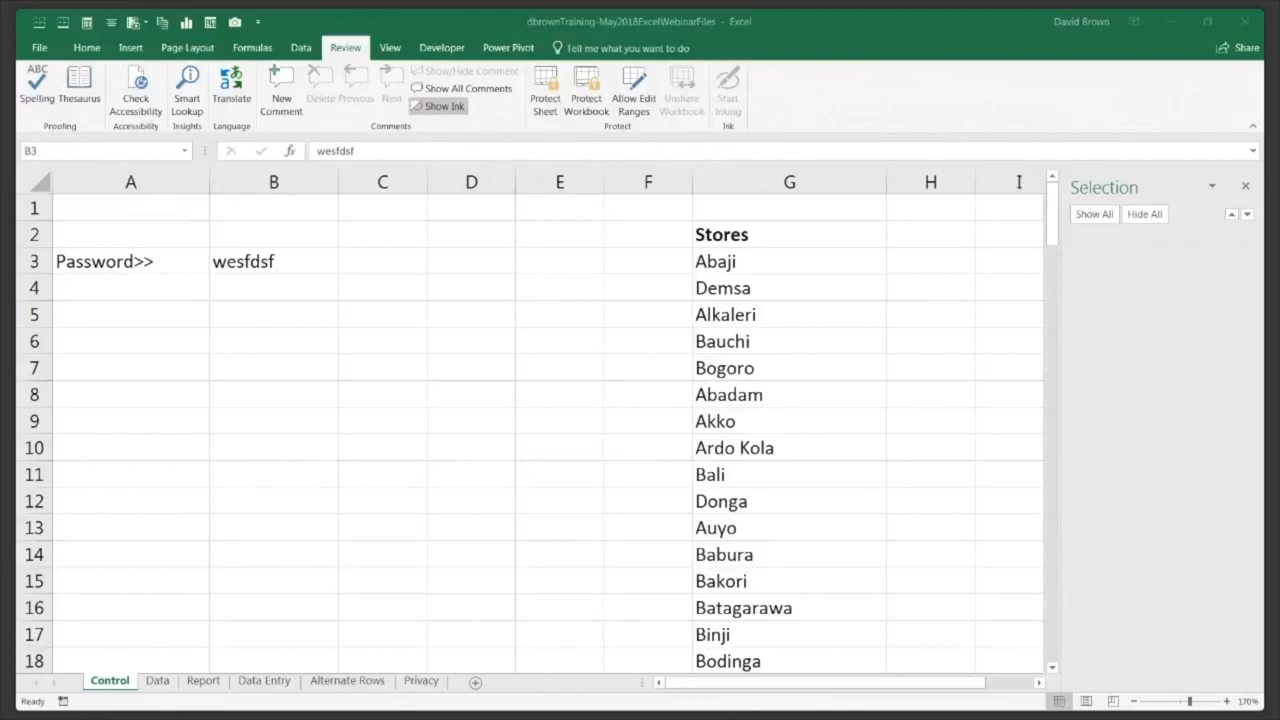 dbrownTraining-May2018ExcelWebinarFiles - Excel
David Brown
File Home Insert Page Layout Formulas Data Review View Developer Power Pivot Tell me what you want to do Share
ABC
Spelling Thesaurus Check Accessibility Smart Lookup Translate New Comment Delete Previous Next Show/Hide Comment Show All Comments Show Ink Protect Sheet Protect Workbook Allow Edit Ranges Unshare Workbook Start Inking
Proofing Accessibility Insights Language Comments Protect Ink
B3 fx wesfdsf
A B C D E F G H I
1
2 Stores
3 Password>> wesfdsf Abaji
4 Demsa
5 Alkaleri
6 Bauchi
7 Bogoro
8 Abadam
9 Akko
10 Ardo Kola
11 Bali
12 Donga
13 Auyo
14 Babura
15 Bakori
16 Batagarawa
17 Binji
18 Bodinga
Selection
Show All Hide All
Control Data Report Data Entry Alternate Rows Privacy
Ready 170%